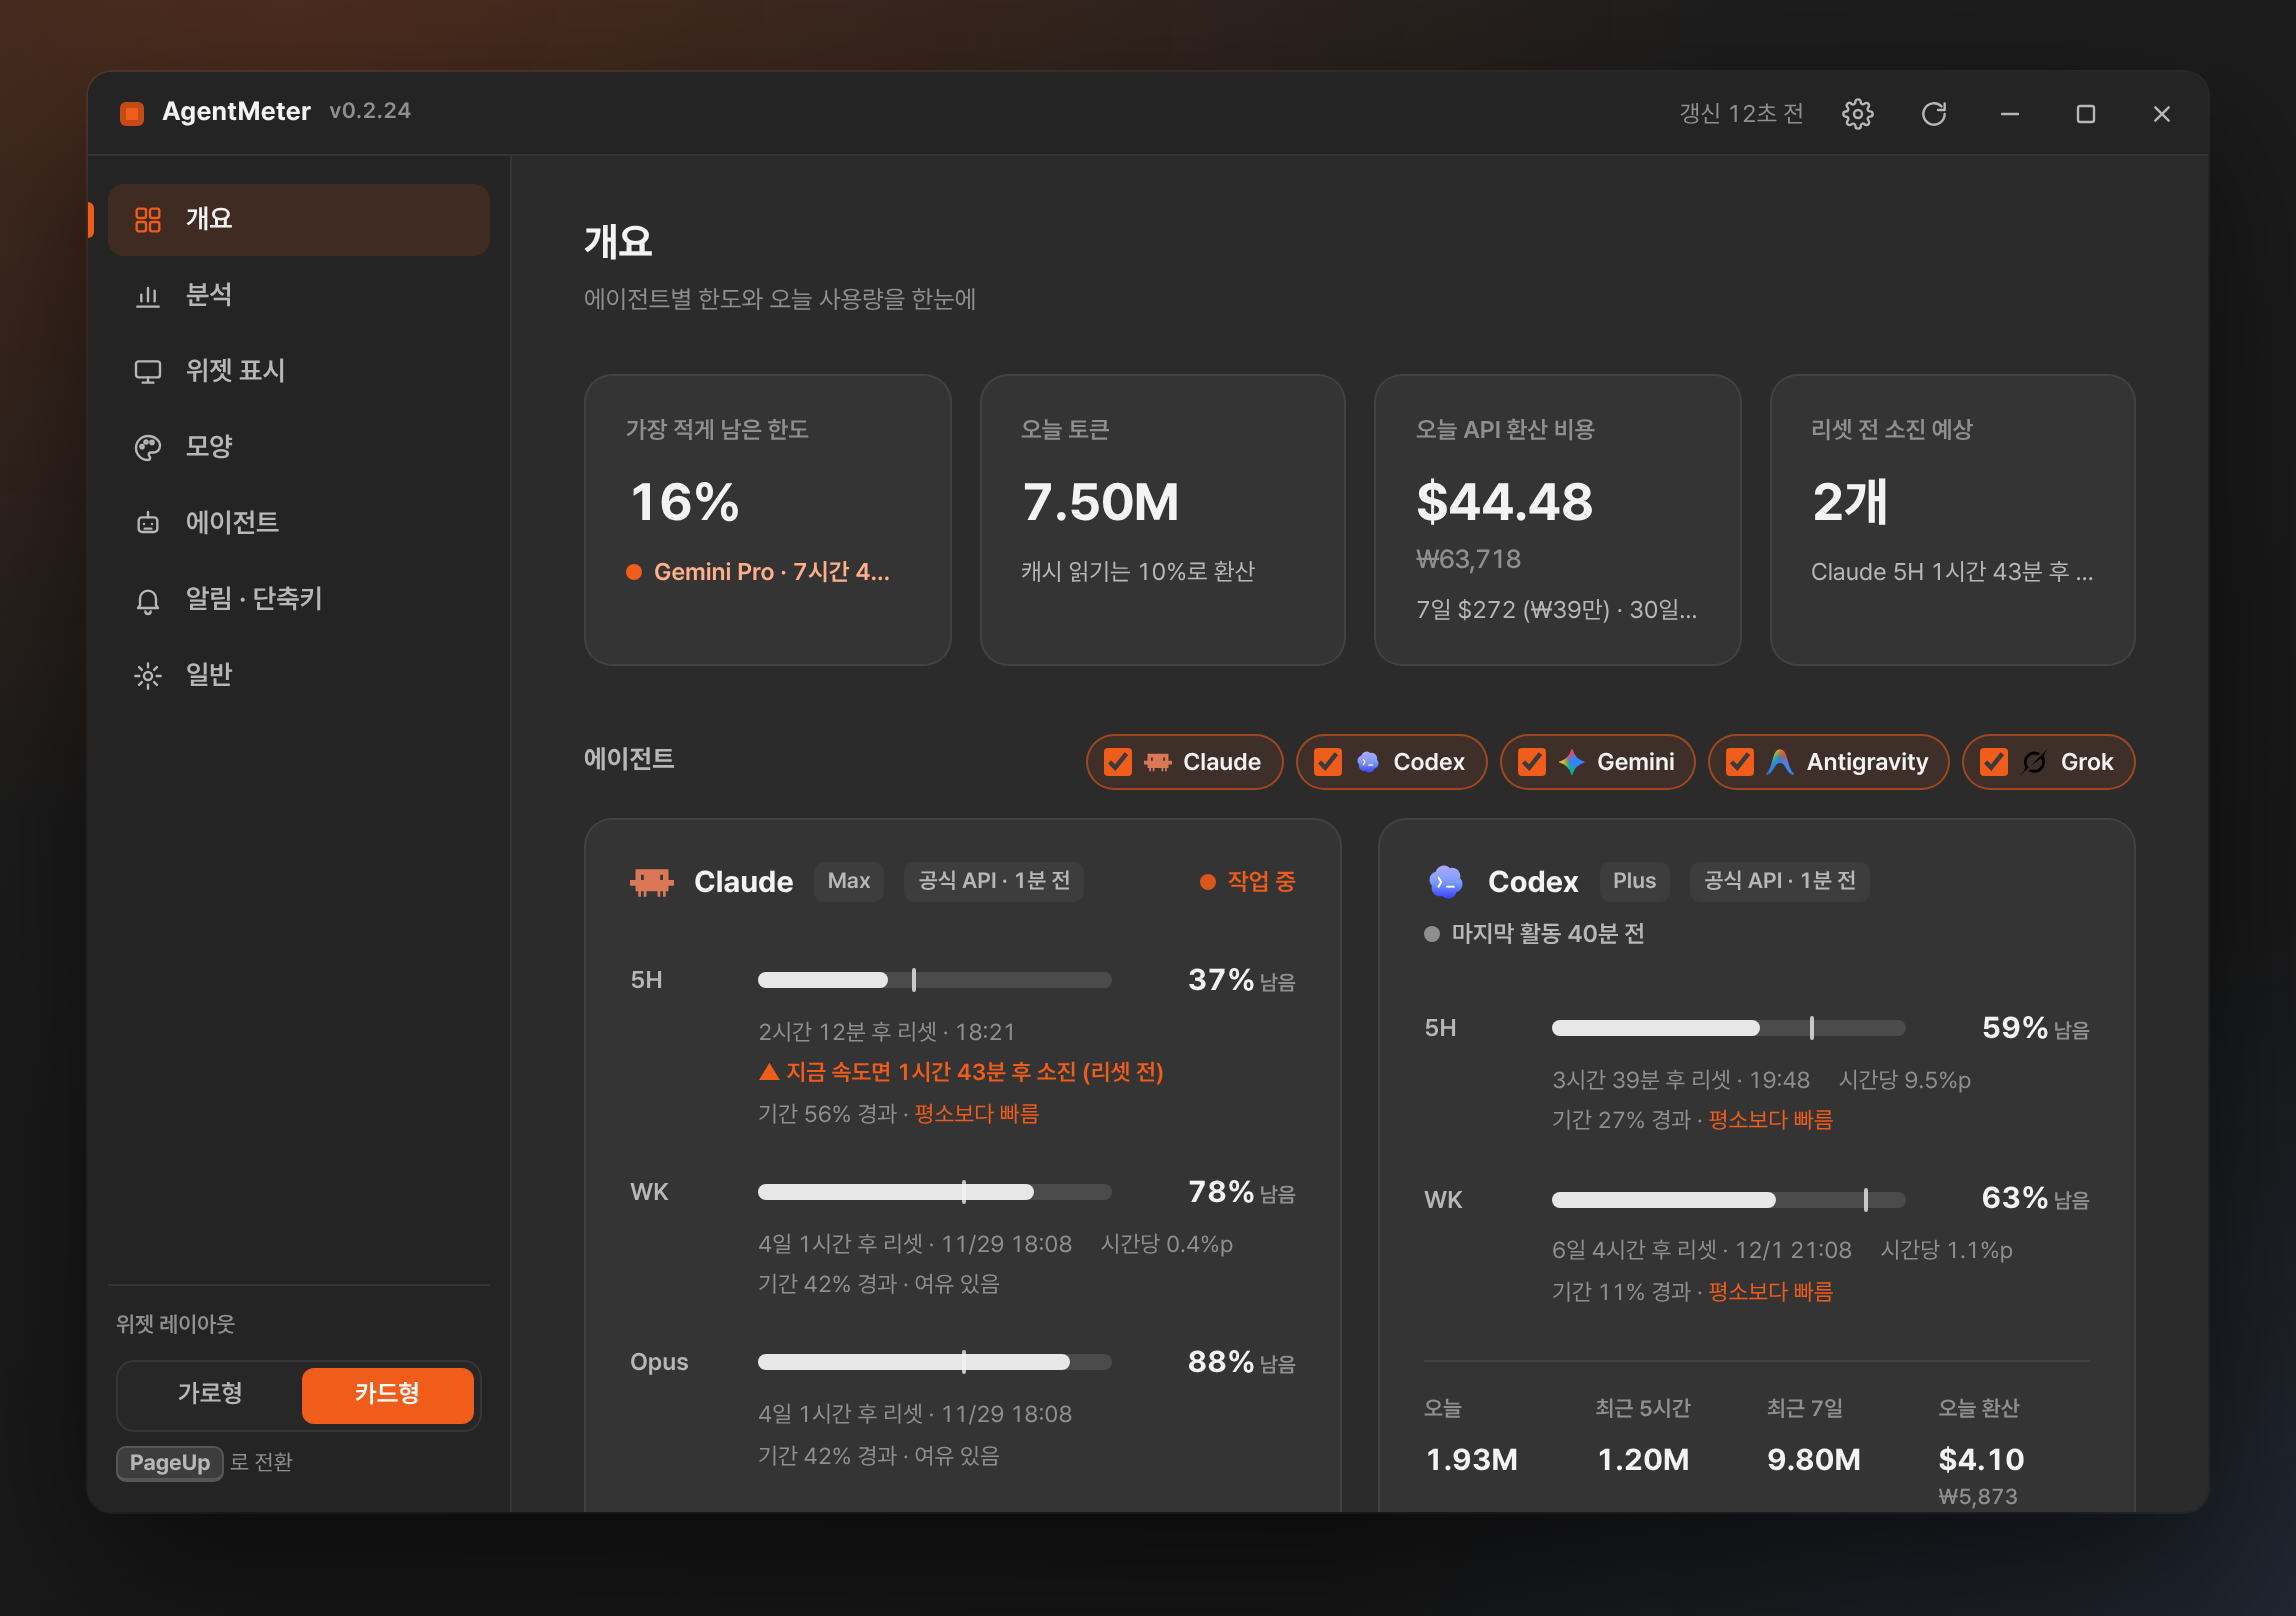 AgentMeter v0.2.24
갱신 12초 전
개요
분석
위젯 표시
모양
에이전트
알림 · 단축키
일반
위젯 레이아웃
가로형 카드형
PageUp 로 전환
개요
에이전트별 한도와 오늘 사용량을 한눈에
가장 적게 남은 한도
16%
Gemini Pro · 7시간 4...
오늘 토큰
7.50M
캐시 읽기는 10%로 환산
오늘 API 환산 비용
$44.48
₩63,718
7일 $272 (₩39만) · 30일...
리셋 전 소진 예상
2개
Claude 5H 1시간 43분 후 ...
에이전트
Claude Codex Gemini Antigravity Grok
Claude Max 공식 API · 1분 전 작업 중
5H 37% 남음
2시간 12분 후 리셋 · 18:21
▲ 지금 속도면 1시간 43분 후 소진 (리셋 전)
기간 56% 경과 · 평소보다 빠름
WK 78% 남음
4일 1시간 후 리셋 · 11/29 18:08 시간당 0.4%p
기간 42% 경과 · 여유 있음
Opus 88% 남음
4일 1시간 후 리셋 · 11/29 18:08
기간 42% 경과 · 여유 있음
Codex Plus 공식 API · 1분 전
마지막 활동 40분 전
5H 59% 남음
3시간 39분 후 리셋 · 19:48 시간당 9.5%p
기간 27% 경과 · 평소보다 빠름
WK 63% 남음
6일 4시간 후 리셋 · 12/1 21:08 시간당 1.1%p
기간 11% 경과 · 평소보다 빠름
오늘 최근 5시간 최근 7일 오늘 환산
1.93M 1.20M 9.80M $4.10
₩5,873